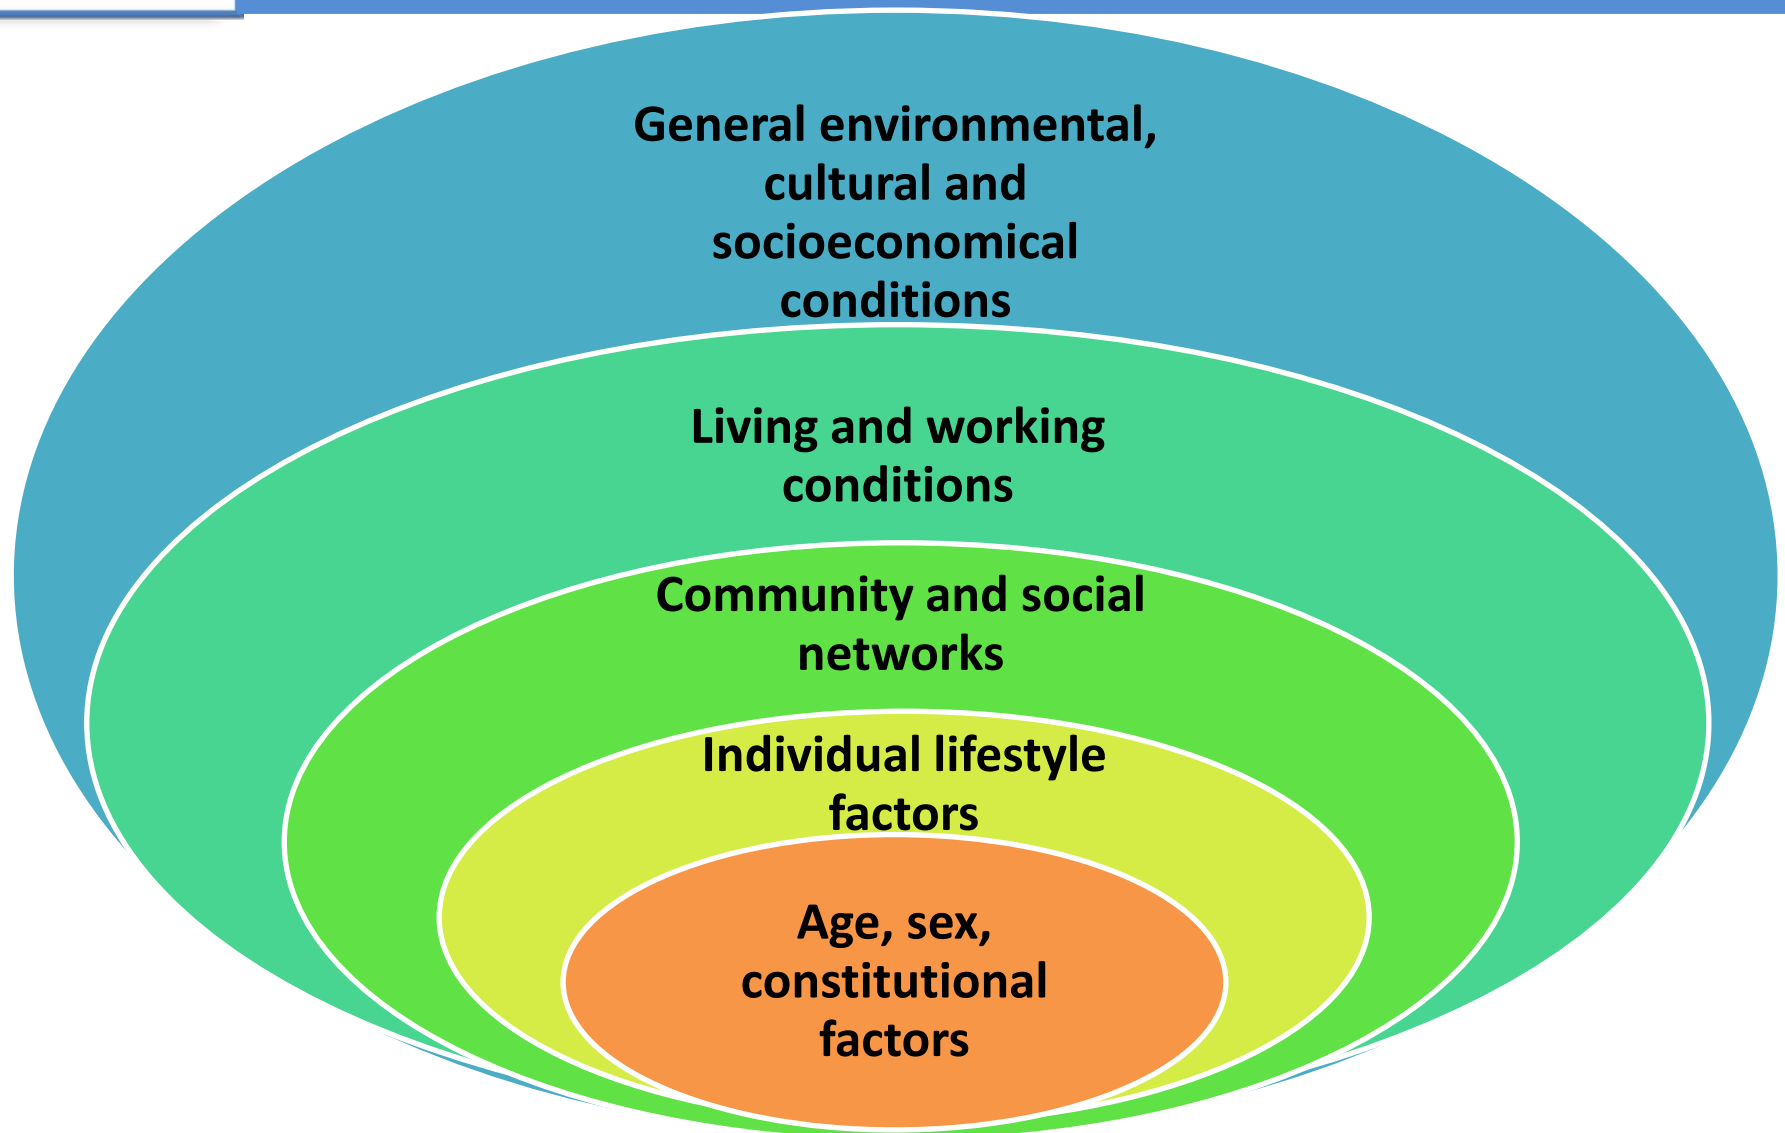 General environmental,
cultural and
socioeconomical
conditions
Living and working
conditions
Community and social
networks
Individual lifestyle
factors
Age, sex,
constitutional
factors